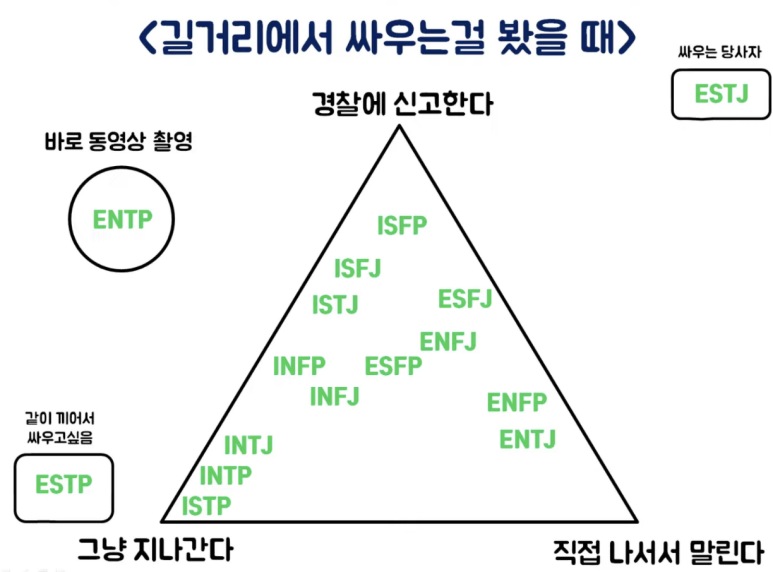 <길거리에서 싸우는걸 봤을 때>
싸우는 당사자
ESTJ
경찰에 신고한다
바로 동영상 촬영
ENTP
ISFP
ISFJ
ISTJ
ESFJ
ENFJ
INFP
ESFP
INFJ
ENFP
같이 끼어서
싸우고싶음
ESTP
INTJ
ENTJ
INTP
ISTP
그냥 지나간다
직접 나서서 말린다